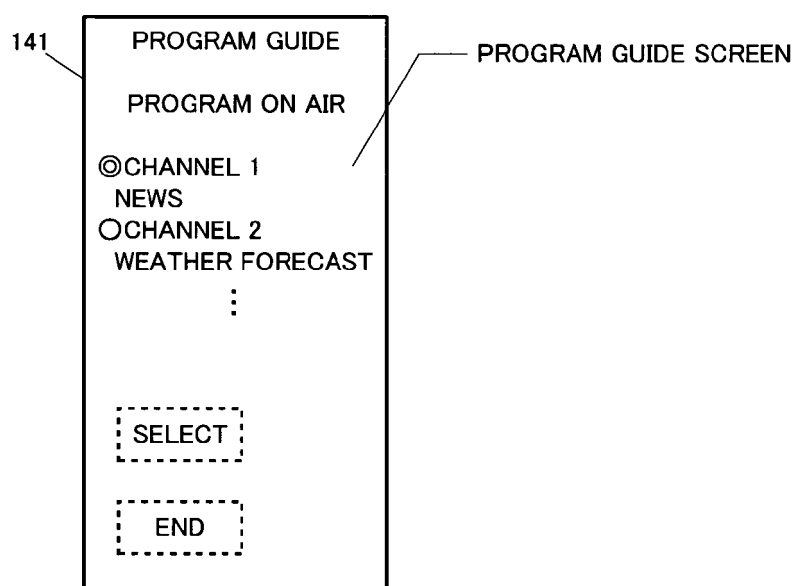 141
PROGRAM GUIDE
PROGRAM GUIDE SCREEN
PROGRAM ON AIR
◎CHANNEL 1
NEWS
○CHANNEL 2
WEATHER FORECAST
⋮
SELECT
END